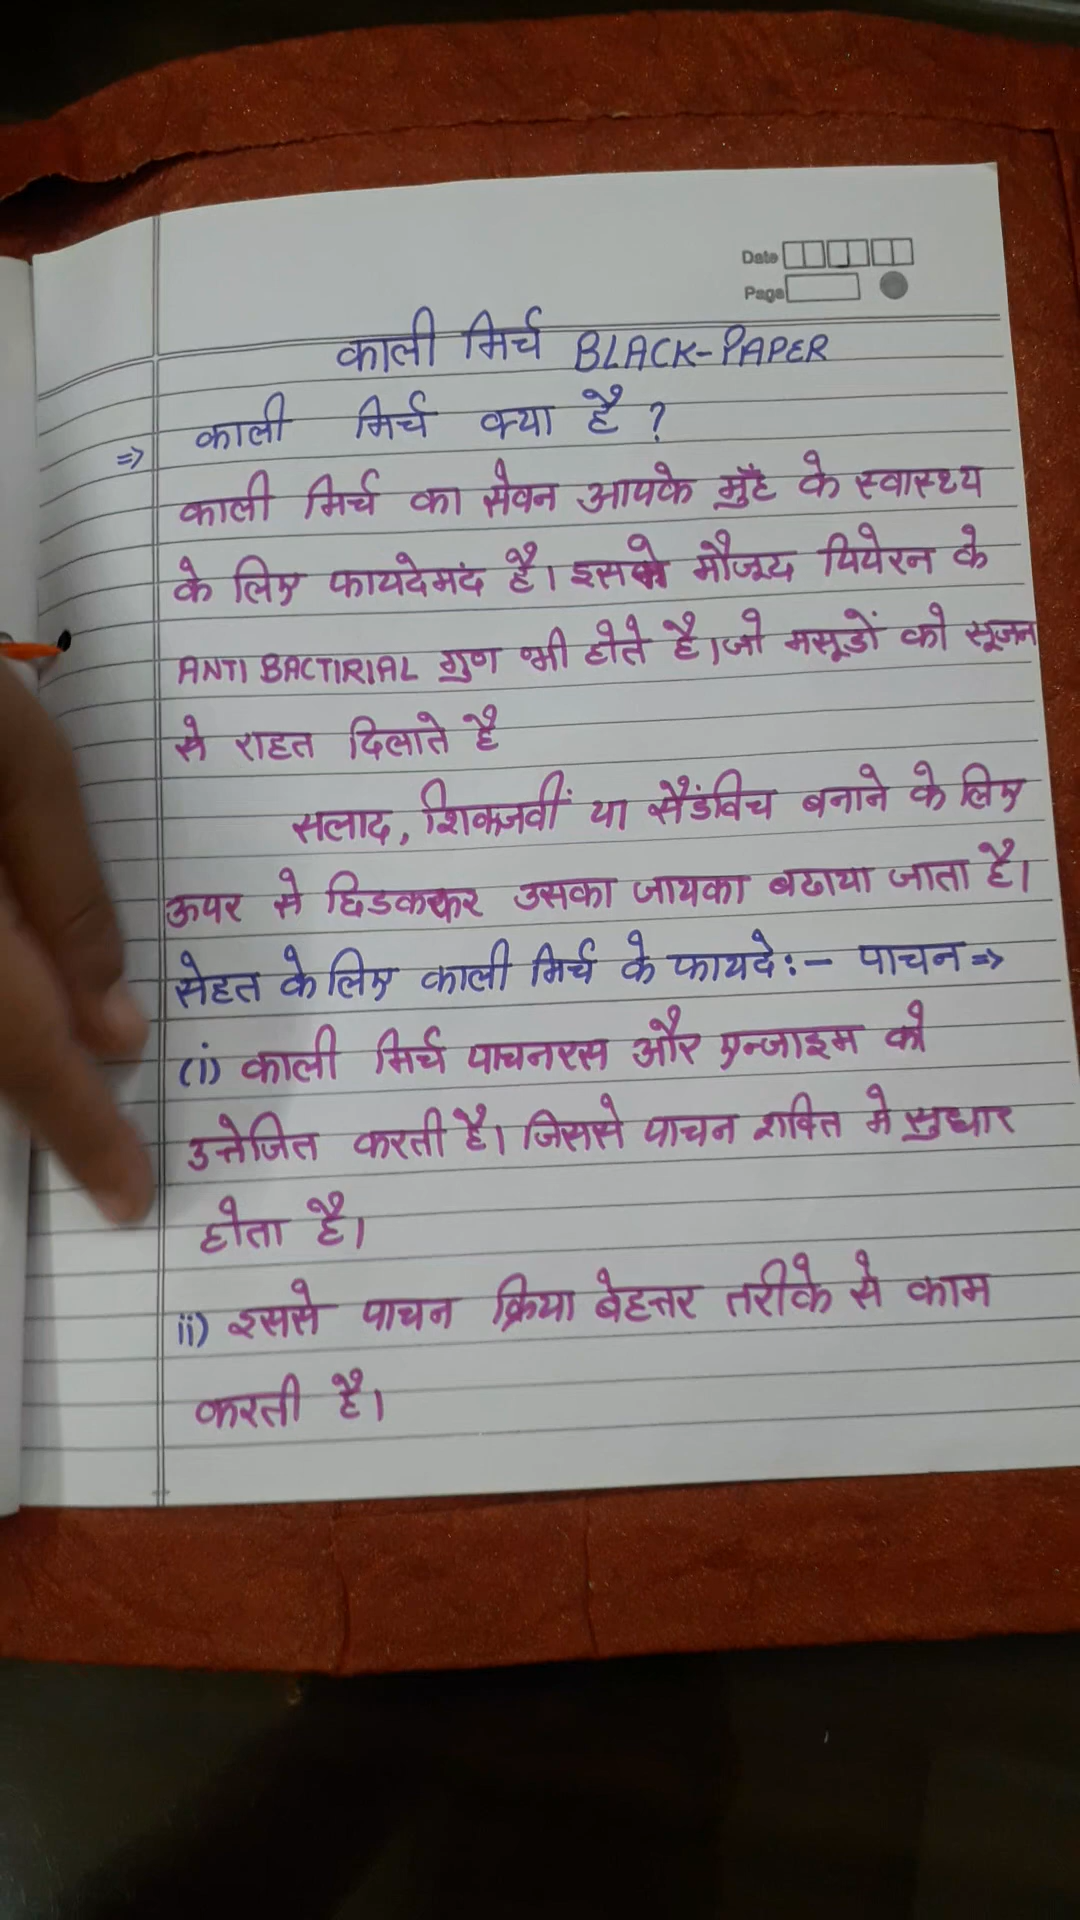 Date
Page
काली मिर्च BLACK-PAPER
⇒ काली मिर्च क्या है ?
काली मिर्च का सेवन आपके मुँह के स्वास्थ्य
के लिए फायदेमंद है। इसमे मौजूद पिपेरन के
ANTI BACTIRIAL गुण भी होते है।जो मसूडों को सूजन
से राहत दिलाते है
सलाद, शिकजवीं या सैंडविच बनाने के लिए
ऊपर से छिडककर उसका जायका बढाया जाता है।
सेहत के लिए काली मिर्च के फायदे:- पाचन⇒
(i) काली मिर्च पाचनरस और एन्जाइम को
उत्तेजित करती है। जिससे पाचन शक्ति मे सुधार
होता है।
ii) इससे पाचन क्रिया बेहत्तर तरीके से काम
करती है।